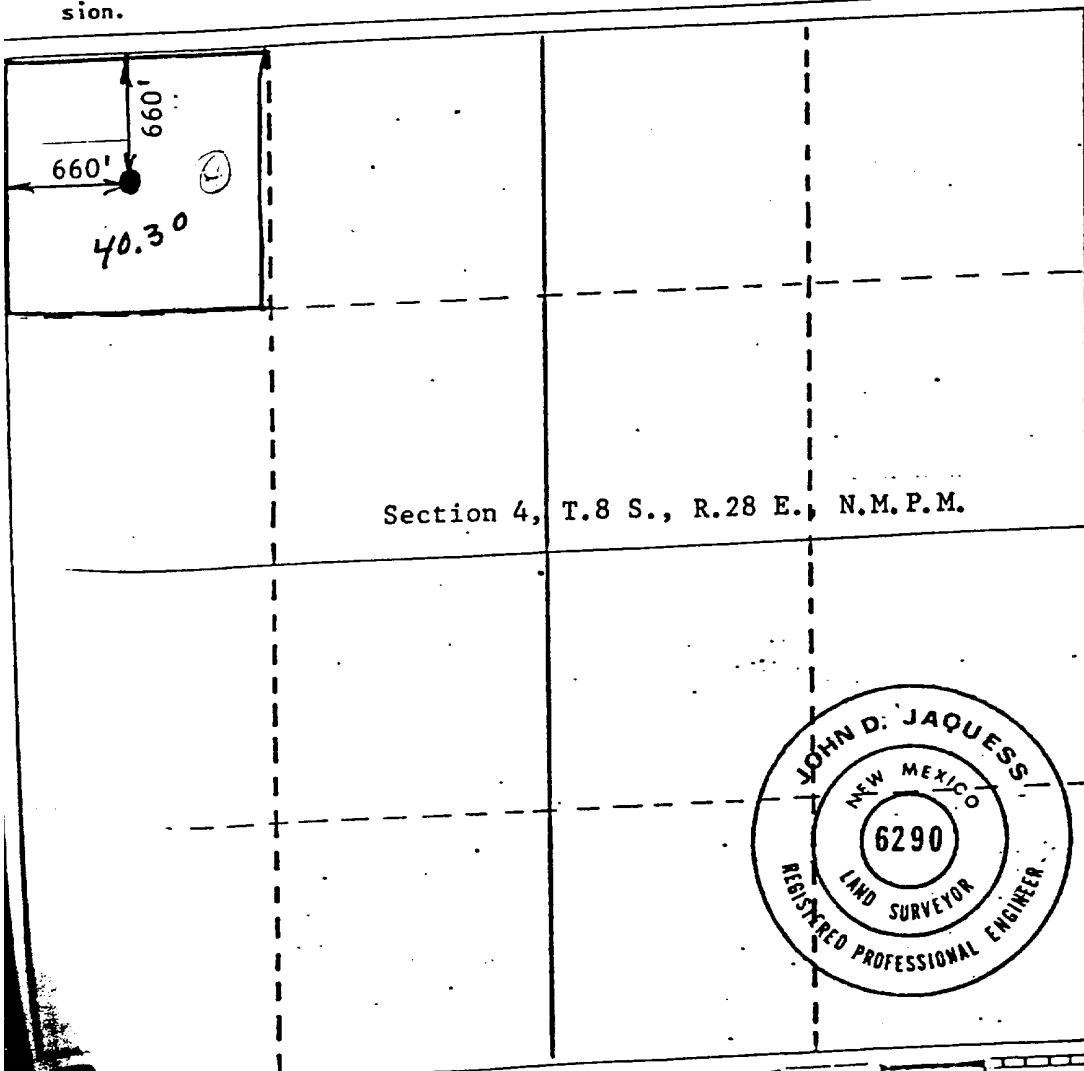 sion.
660'
660'
40.30
Section 4, T.8 S., R.28 E., N.M.P.M.
JOHN D. JAQUESS
NEW MEXICO
6290
LAND SURVEYOR
REGISTERED PROFESSIONAL ENGINEER